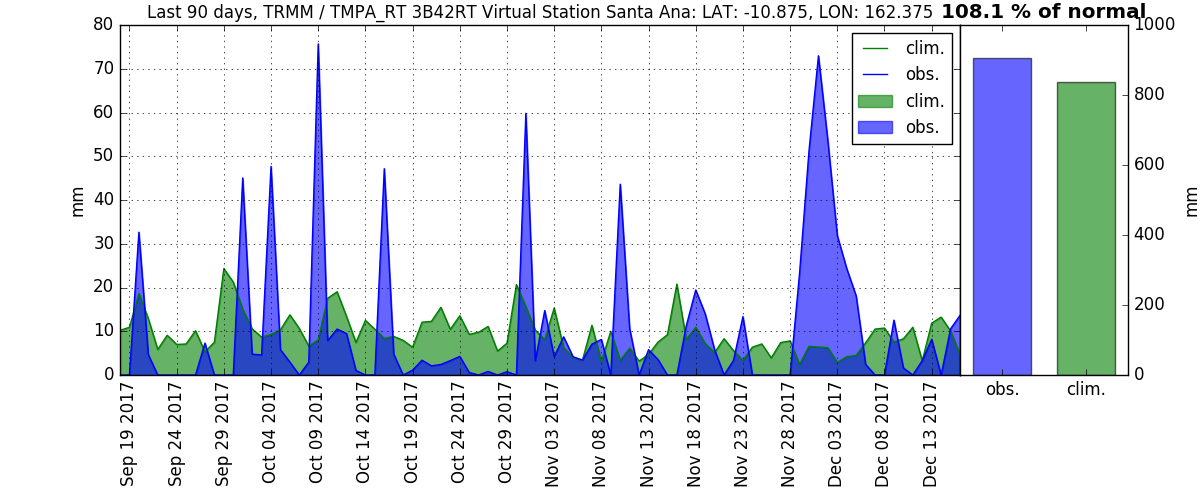 Last 90 days, TRMM / TMPA_RT 3B42RT Virtual Station Santa Ana: LAT: -10.875, LON: 162.375 108.1 % of normal
80
70
60
50
40
30
20
10
0
mm
clim.
obs.
clim.
obs.
Sep 19 2017
Sep 24 2017
Sep 29 2017
Oct 04 2017
Oct 09 2017
Oct 14 2017
Oct 19 2017
Oct 24 2017
Oct 29 2017
Nov 03 2017
Nov 08 2017
Nov 13 2017
Nov 18 2017
Nov 23 2017
Nov 28 2017
Dec 03 2017
Dec 08 2017
Dec 13 2017
1000
800
600
400
200
0
mm
obs.
clim.